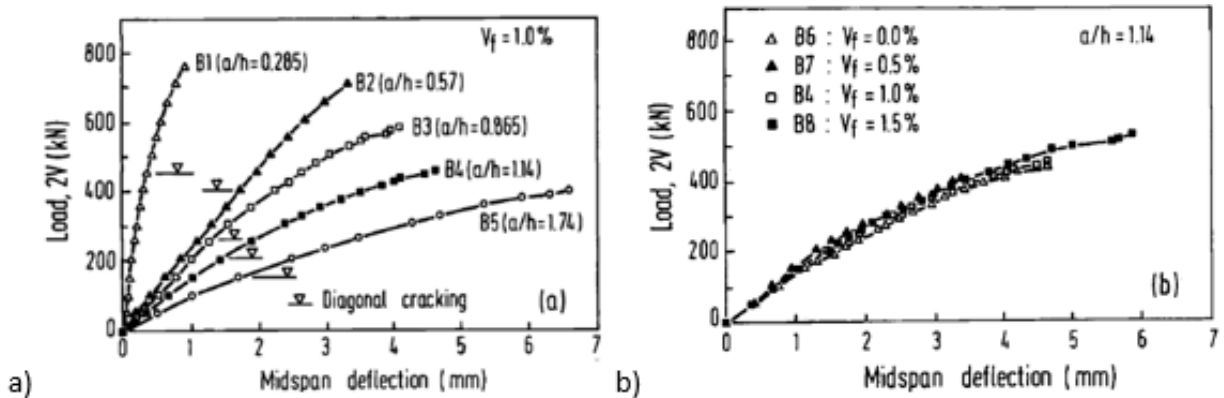 V_f = 1.0%
800
B1 (a/h=0.285)
B2 (a/h=0.57)
600
B3 (a/h=0.865)
B4 (a/h=1.14)
400
B5 (a/h=1.74)
200
Diagonal cracking
(a)
0
0 1 2 3 4 5 6 7
Load, 2V (kN)
Midspan deflection (mm)
a)
800
B6 : V_f = 0.0%
a/h = 1.14
B7 : V_f = 0.5%
B4 : V_f = 1.0%
B8 : V_f = 1.5%
600
400
200
(b)
0
0 1 2 3 4 5 6
Load, 2V (kN)
Midspan deflection (mm)
b)